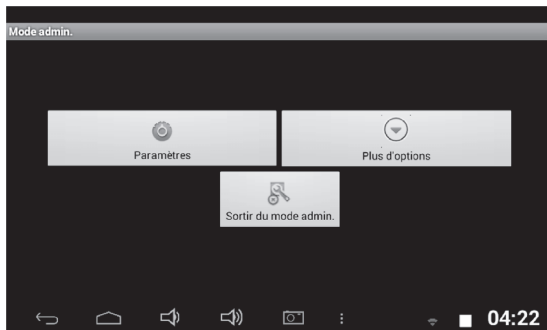 Mode admin.
Paramètres
Plus d'options
Sortir du mode admin.
04:22